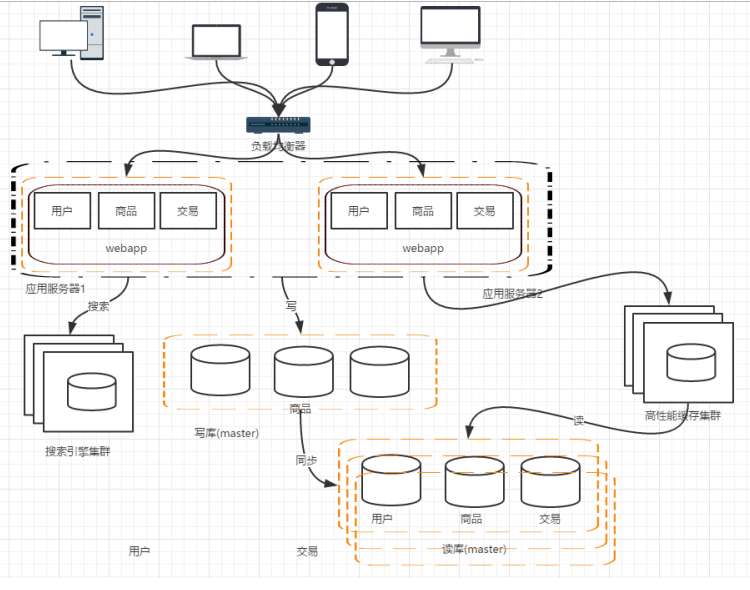 负载均衡器
用户
商品
交易
webapp
用户
商品
交易
webapp
应用服务器1
应用服务器2
搜索
写
高性能缓存集群
商品
读
写库(master)
搜索引擎集群
同步
用户
商品
交易
读库(master)
用户
交易